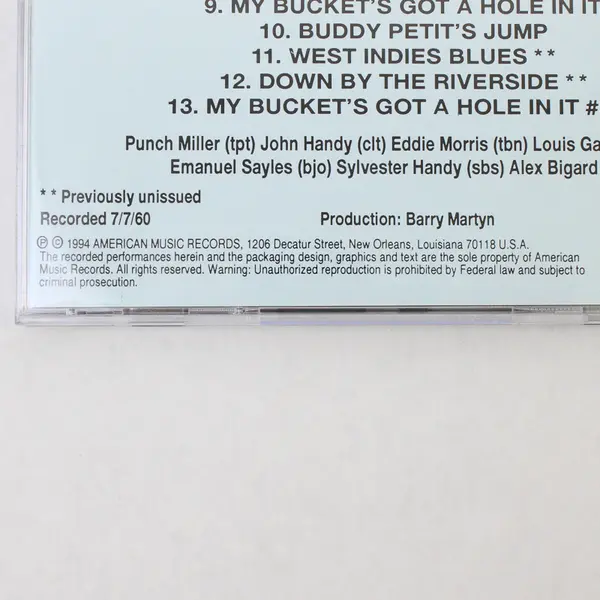 9. MY BUCKET'S GOT A HOLE IN IT
10. BUDDY PETIT'S JUMP
11. WEST INDIES BLUES * *
12. DOWN BY THE RIVERSIDE * *
13. MY BUCKET'S GOT A HOLE IN IT #
Punch Miller (tpt) John Handy (clt) Eddie Morris (tbn) Louis
Emanuel Sayles (bjo) Sylvester Handy (sbs) Alex Bigard
* * Previously unissued
Recorded 7/7/60 Production: Barry Martyn
℗ © 1994 AMERICAN MUSIC RECORDS, 1206 Decatur Street, New Orleans, Louisiana 70118 U.S.A.
The recorded performances herein and the packaging design, graphics and text are the sole property of American
Music Records. All rights reserved. Warning: Unauthorized reproduction is prohibited by Federal law and subject to
criminal prosecution.